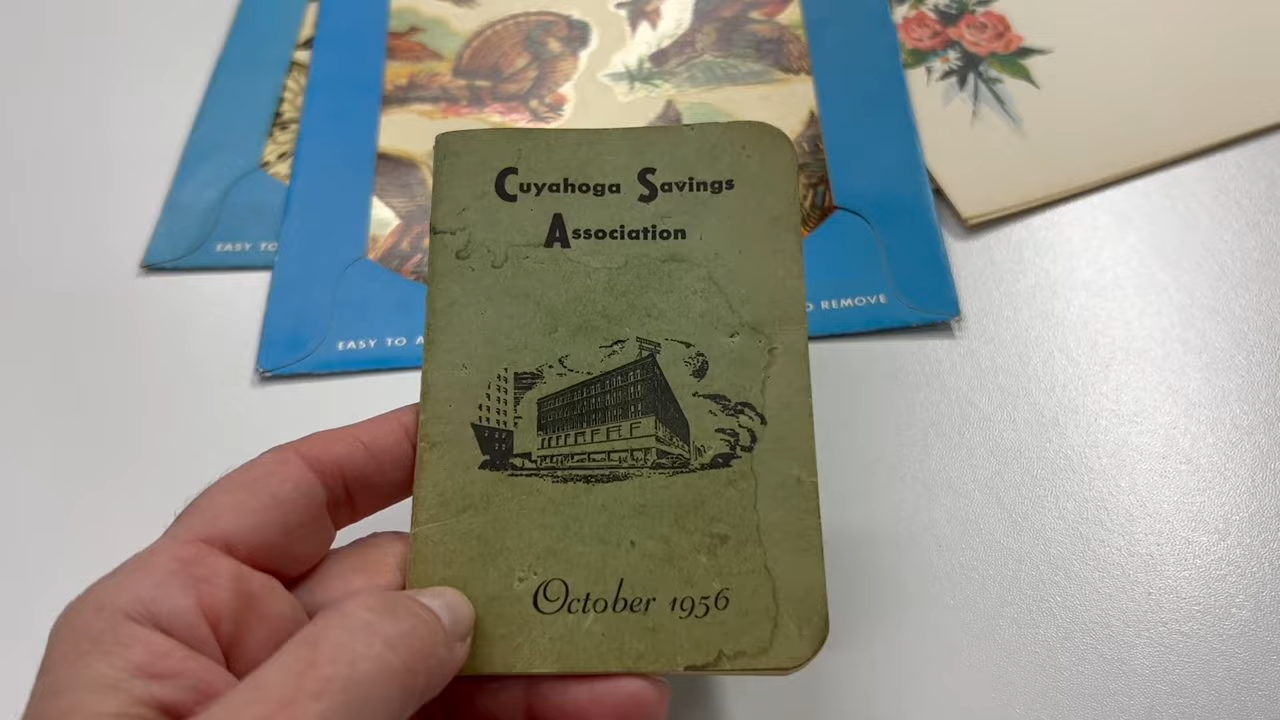 EASY TO
EASY TO
REMOVE
Cuyahoga Savings
Association
October 1956